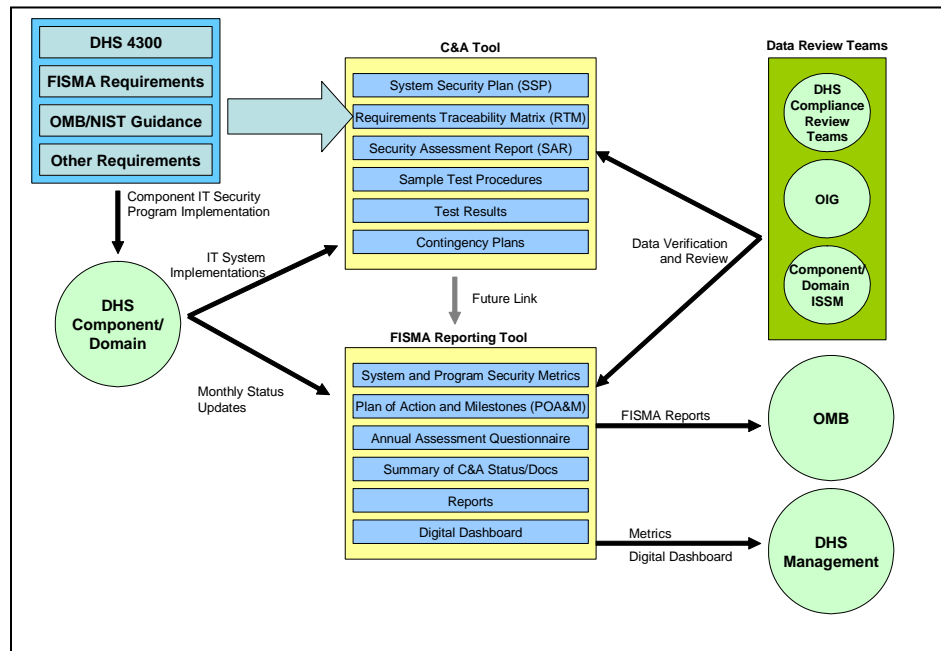 DHS 4300
FISMA Requirements
OMB/NIST Guidance
Other Requirements
Component IT Security
Program Implementation
DHS
Component/
Domain
IT System
Implementations
Monthly Status
Updates
C&A Tool
System Security Plan (SSP)
Requirements Traceability Matrix (RTM)
Security Assessment Report (SAR)
Sample Test Procedures
Test Results
Contingency Plans
Future Link
FISMA Reporting Tool
System and Program Security Metrics
Plan of Action and Milestones (POA&M)
Annual Assessment Questionnaire
Summary of C&A Status/Docs
Reports
Digital Dashboard
Data Review Teams
DHS
Compliance
Review
Teams
OIG
Component/
Domain
ISSM
Data Verification
and Review
FISMA Reports
OMB
Metrics
Digital Dashboard
DHS
Management